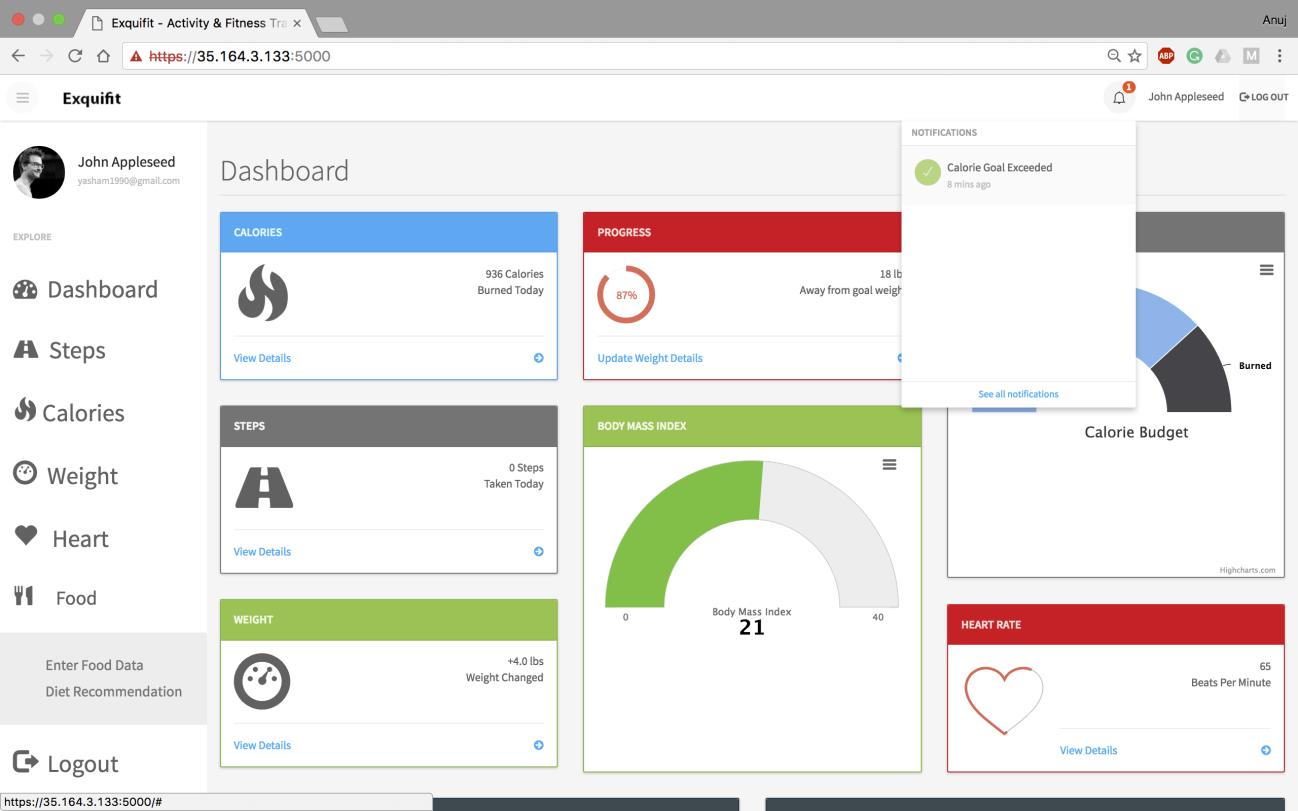 Exquifit - Activity & Fitness Tra
Anuj
https://35.164.3.133:5000
ABP
G
M
Exquifit
1
John Appleseed
LOG OUT
John Appleseed
yasham1990@gmail.com
EXPLORE
Dashboard
Steps
Calories
Weight
Heart
Food
Enter Food Data
Diet Recommendation
Logout
Dashboard
NOTIFICATIONS
Calorie Goal Exceeded
8 mins ago
See all notifications
CALORIES
936 Calories
Burned Today
View Details
PROGRESS
87%
18 lb
Away from goal weigh
Update Weight Details
Burned
Calorie Budget
Highcharts.com
STEPS
0 Steps
Taken Today
View Details
BODY MASS INDEX
0
Body Mass Index
40
21
WEIGHT
+4.0 lbs
Weight Changed
View Details
HEART RATE
65
Beats Per Minute
View Details
https://35.164.3.133:5000/#